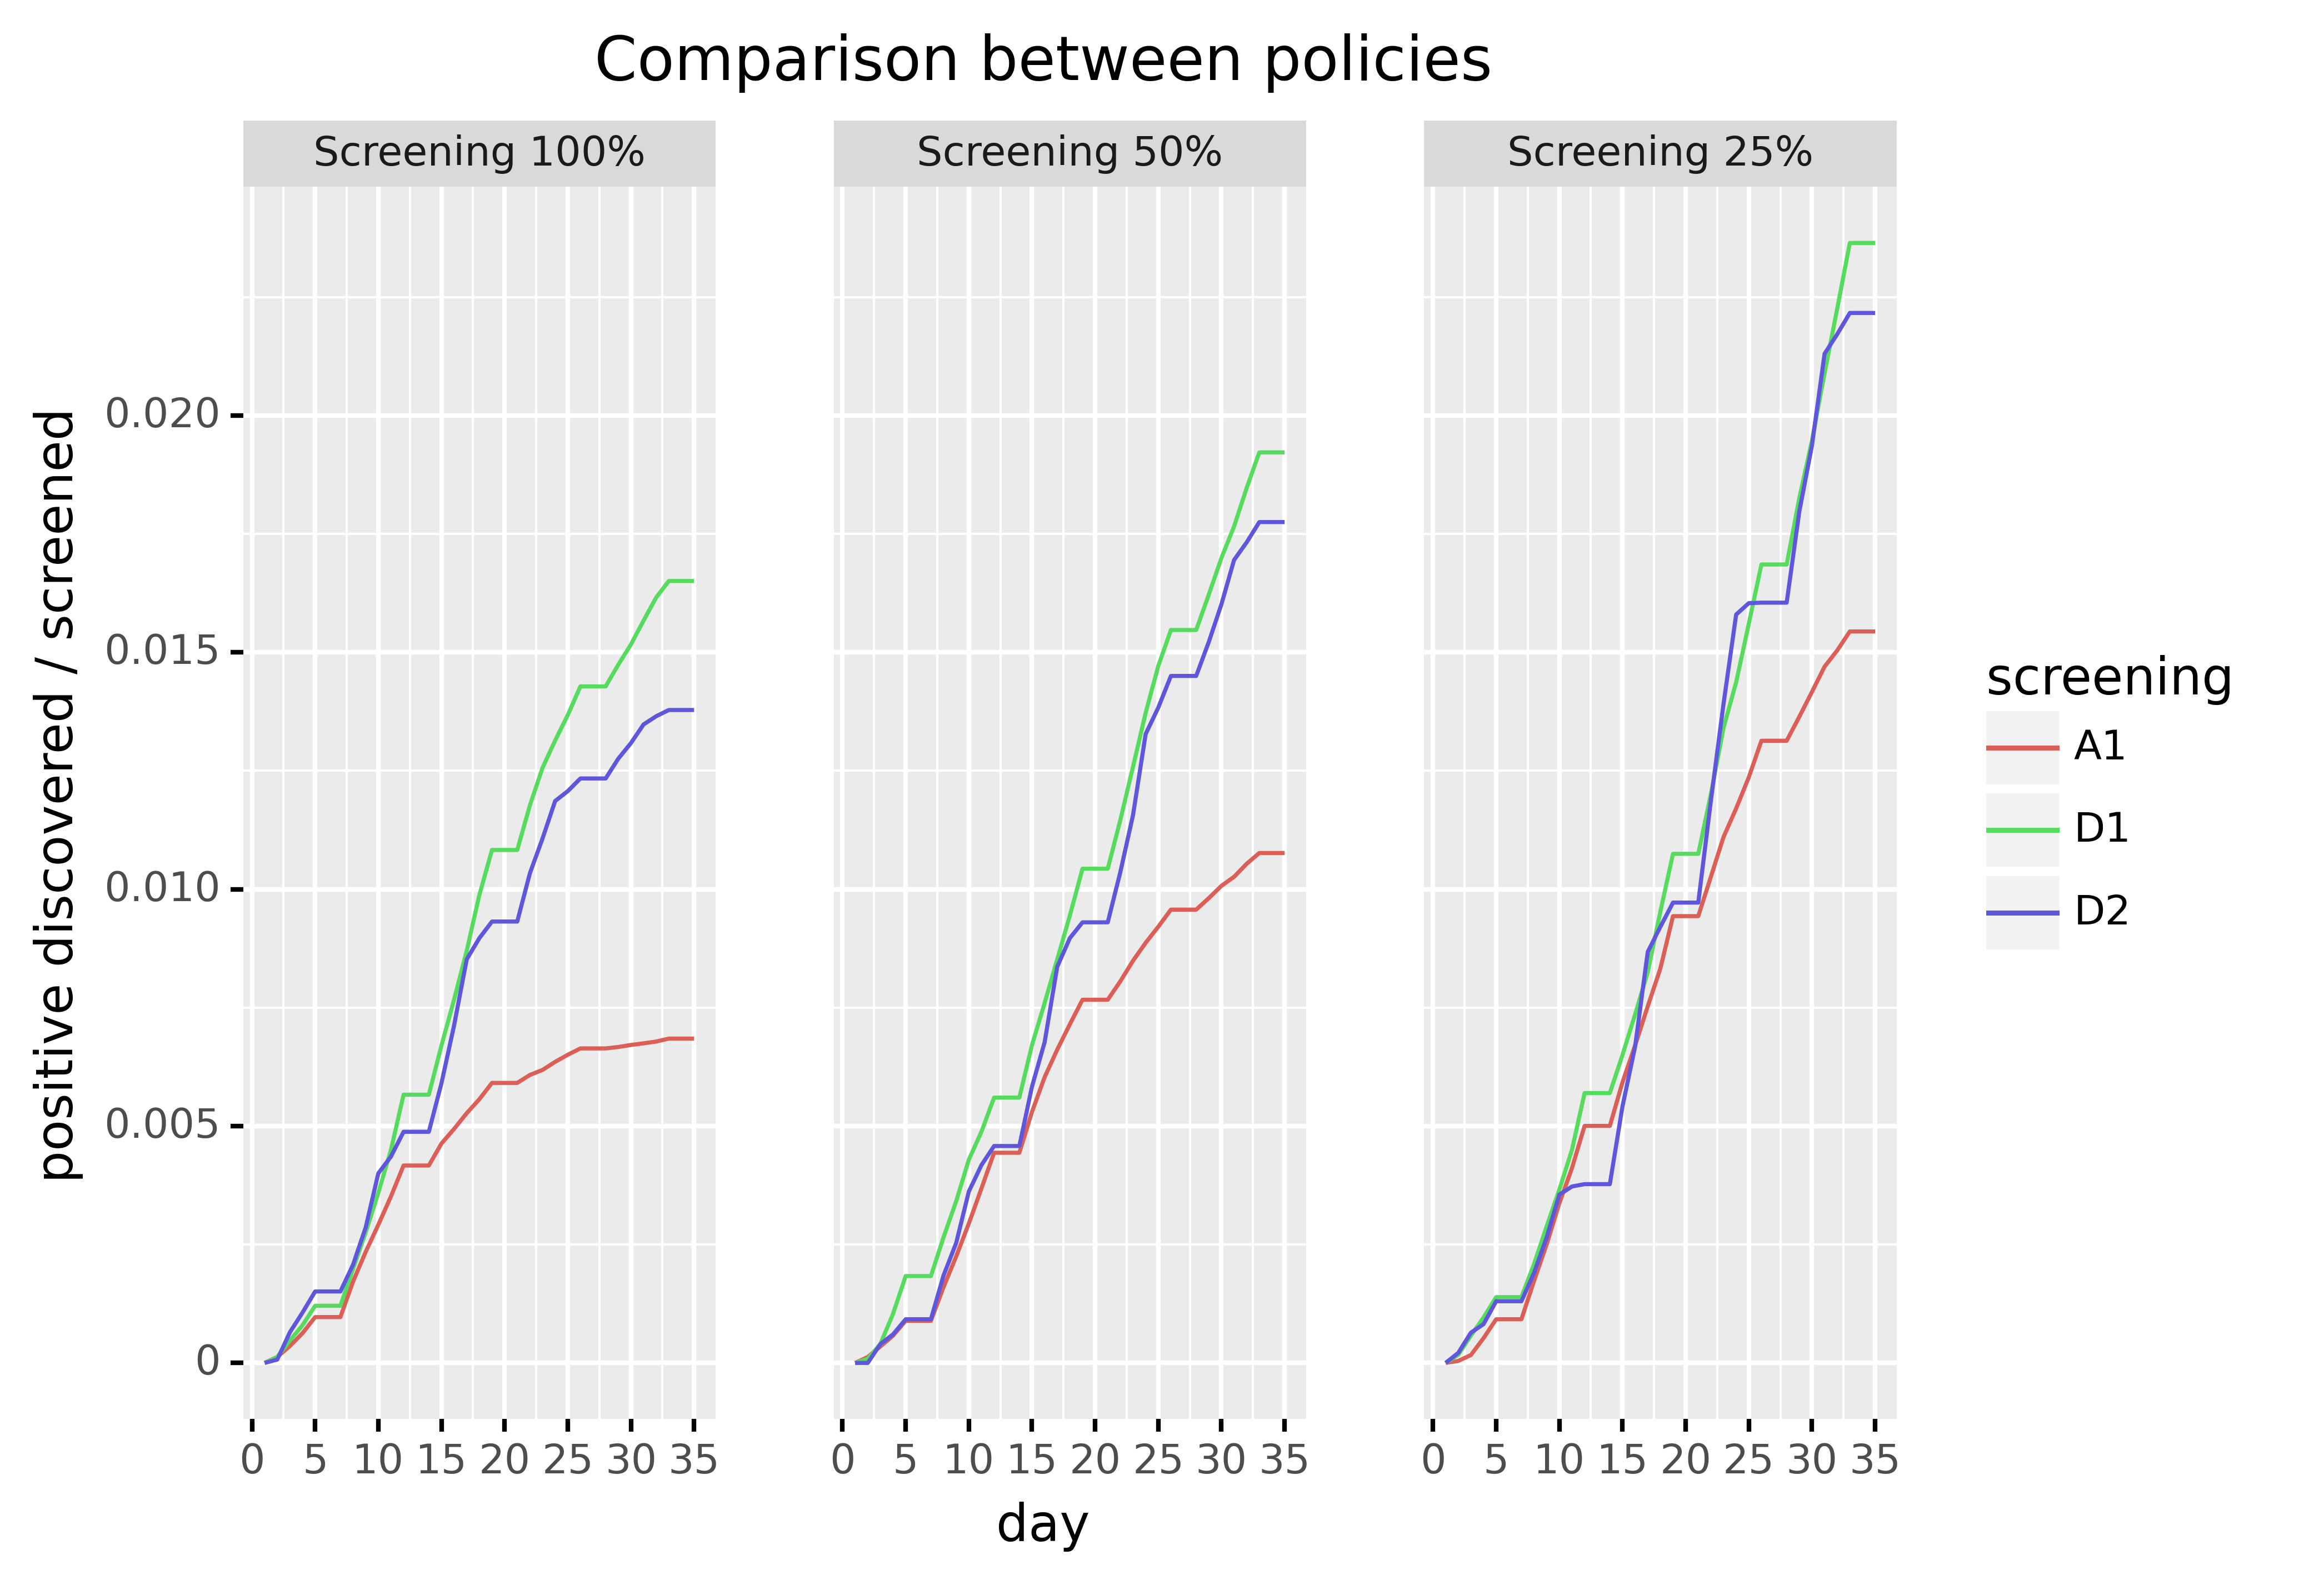 Comparison between policies
Screening 100%
Screening 50%
Screening 25%
positive discovered / screened
0.020
0.015
0.010
0.005
0
0 5 10 15 20 25 30 35
0 5 10 15 20 25 30 35
0 5 10 15 20 25 30 35
day
screening
A1
D1
D2